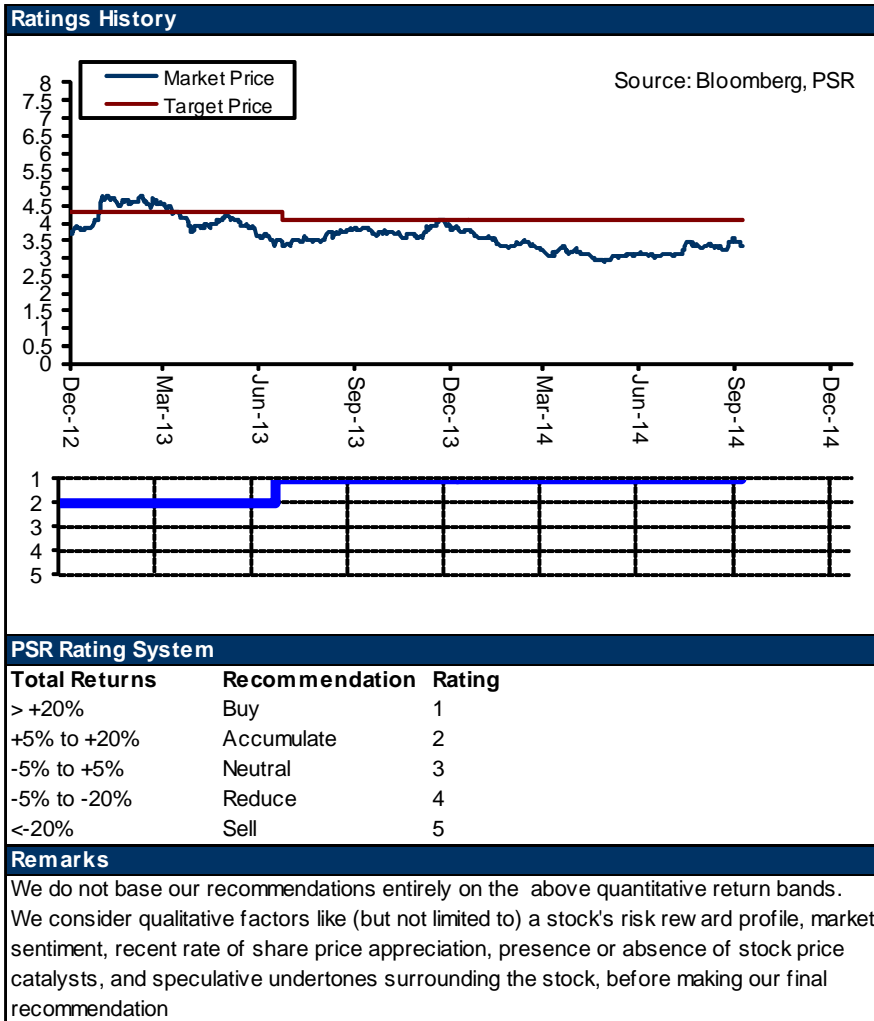 Ratings History
Market Price
Target Price
Source: Bloomberg, PSR
8
7.5
7
6.5
6
5.5
5
4.5
4
3.5
3
2.5
2
1.5
1
0.5
0
Dec-12
Mar-13
Jun-13
Sep-13
Dec-13
Mar-14
Jun-14
Sep-14
Dec-14
1
2
3
4
5
PSR Rating System
Total Returns Recommendation Rating
> +20% Buy 1
+5% to +20% Accumulate 2
-5% to +5% Neutral 3
-5% to -20% Reduce 4
<-20% Sell 5
Remarks
We do not base our recommendations entirely on the above quantitative return bands.
We consider qualitative factors like (but not limited to) a stock's risk reward profile, market
sentiment, recent rate of share price appreciation, presence or absence of stock price
catalysts, and speculative undertones surrounding the stock, before making our final
recommendation